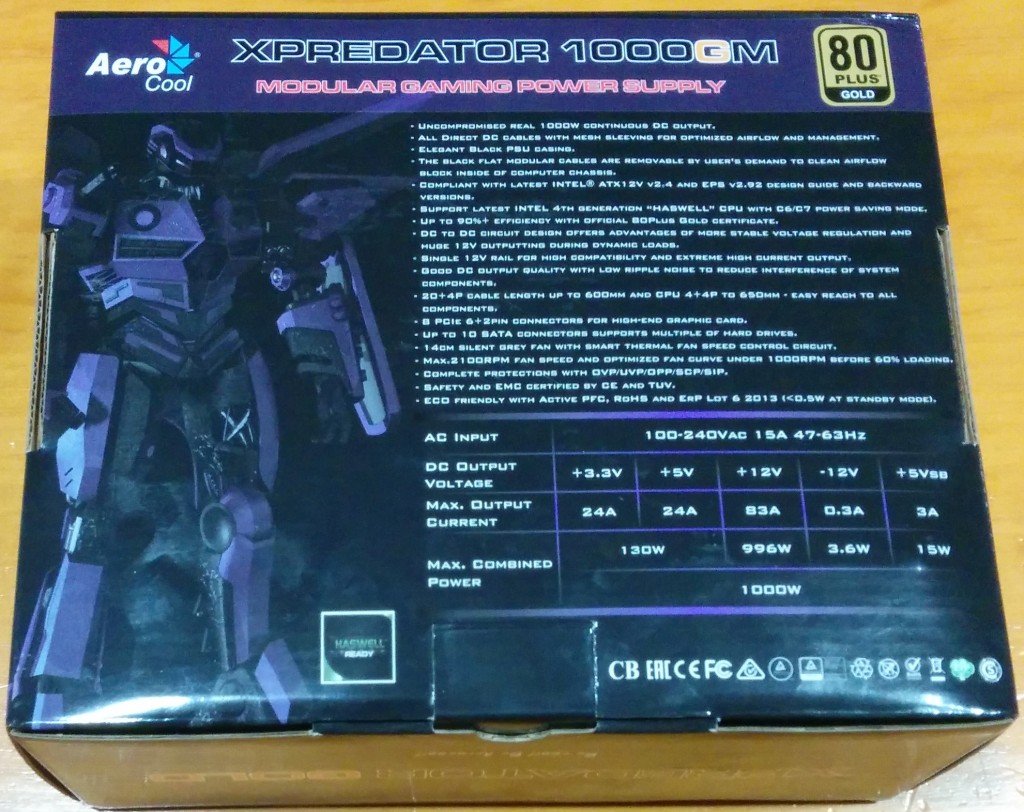 Aero Cool
XPREDATOR 1000GM
MODULAR GAMING POWER SUPPLY
80
PLUS
GOLD
• UNCOMPROMISED REAL 1000W CONTINUOUS DC OUTPUT.
• ALL DIRECT DC CABLES WITH MESH SLEEVING FOR OPTIMIZED AIRFLOW AND MANAGEMENT.
• ELEGANT BLACK PSU CASING.
• THE BLACK FLAT MODULAR CABLES ARE REMOVABLE BY USER'S DEMAND TO CLEAN AIRFLOW
BLOCK INSIDE OF COMPUTER CHASSIS.
• COMPLIANT WITH LATEST INTEL® ATX12V V2.4 AND EPS V2.92 DESIGN GUIDE AND BACKWARD
VERSIONS.
• SUPPORT LATEST INTEL 4TH GENERATION "HASWELL" CPU WITH C6/C7 POWER SAVING MODE.
• UP TO 90%+ EFFICIENCY WITH OFFICIAL 80PLUS GOLD CERTIFICATE.
• DC TO DC CIRCUIT DESIGN OFFERS ADVANTAGES OF MORE STABLE VOLTAGE REGULATION AND
HUGE 12V OUTPUTTING DURING DYNAMIC LOADS.
• SINGLE 12V RAIL FOR HIGH COMPATIBILITY AND EXTREME HIGH CURRENT OUTPUT.
• GOOD DC OUTPUT QUALITY WITH LOW RIPPLE NOISE TO REDUCE INTERFERENCE OF SYSTEM
COMPONENTS.
• 20+4P CABLE LENGTH UP TO 600MM AND CPU 4+4P TO 650MM - EASY REACH TO ALL
COMPONENTS.
• 8 PCIE 6+2PIN CONNECTORS FOR HIGH-END GRAPHIC CARD.
• UP TO 10 SATA CONNECTORS SUPPORTS MULTIPLE OF HARD DRIVES.
• 14CM SILENT GREY FAN WITH SMART THERMAL FAN SPEED CONTROL CIRCUIT.
• MAX.2100RPM FAN SPEED AND OPTIMIZED FAN CURVE UNDER 1000RPM BEFORE 60% LOADING.
• COMPLETE PROTECTIONS WITH OVP/UVP/OPP/SCP/SIP.
• SAFETY AND EMC CERTIFIED BY CE AND TUV.
• ECO FRIENDLY WITH ACTIVE PFC, ROHS AND ERP LOT 6 2013 (<0.5W AT STANDBY MODE).
AC INPUT 100-240VAC 15A 47-63HZ
DC OUTPUT VOLTAGE +3.3V +5V +12V -12V +5VSB
MAX. OUTPUT CURRENT 24A 24A 83A 0.3A 3A
MAX. COMBINED POWER 130W 996W 3.6W 15W
1000W
HASWELL
READY
CB EAC CE FC